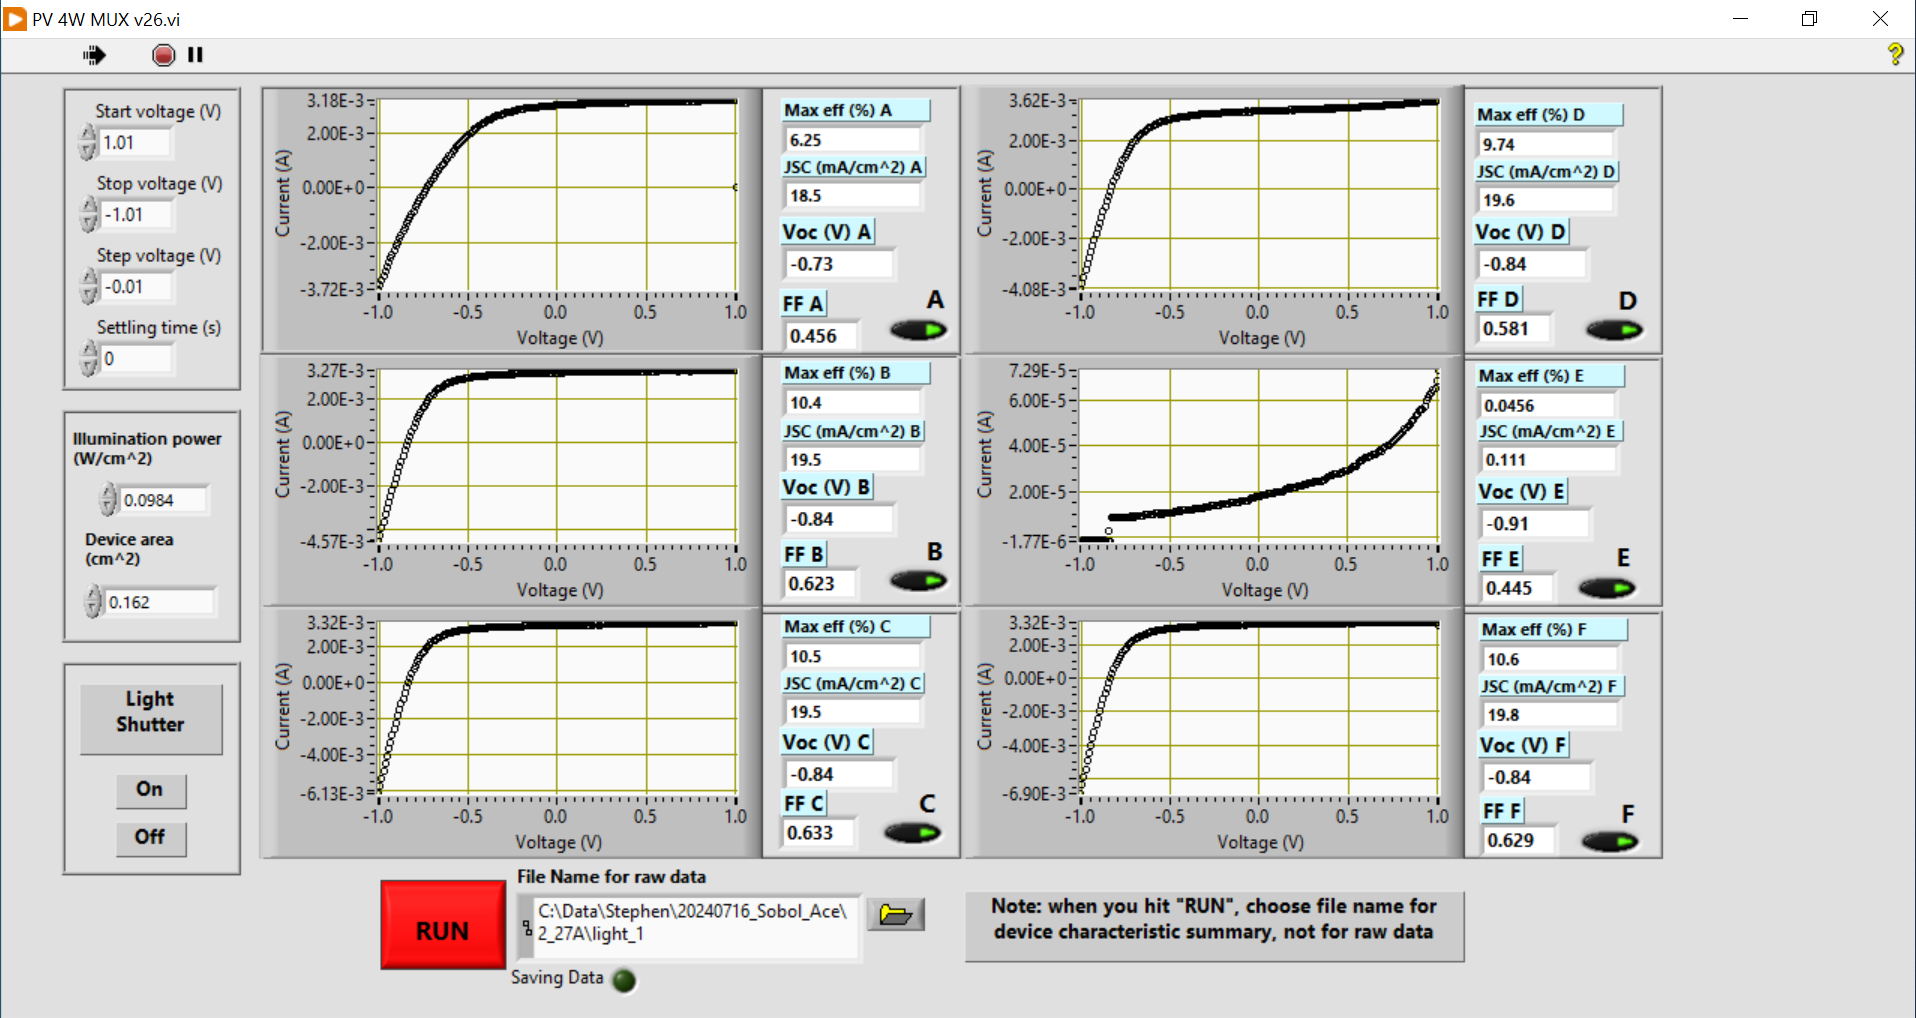 PV 4W MUX v26.vi
Start voltage (V)
1.01
Stop voltage (V)
-1.01
Step voltage (V)
-0.01
Settling time (s)
0
Illumination power
(W/cm^2)
0.0984
Device area
(cm^2)
0.162
Light
Shutter
On
Off
3.18E-3
2.00E-3
0.00E+0
-2.00E-3
-3.72E-3
Current (A)
-1.0 -0.5 0.0 0.5 1.0
Voltage (V)
Max eff (%) A
6.25
JSC (mA/cm^2) A
18.5
Voc (V) A
-0.73
FF A
0.456
A
3.62E-3
2.00E-3
0.00E+0
-2.00E-3
-4.08E-3
Current (A)
-1.0 -0.5 0.0 0.5 1.0
Voltage (V)
Max eff (%) D
9.74
JSC (mA/cm^2) D
19.6
Voc (V) D
-0.84
FF D
0.581
D
3.27E-3
2.00E-3
0.00E+0
-2.00E-3
-4.57E-3
Current (A)
-1.0 -0.5 0.0 0.5 1.0
Voltage (V)
Max eff (%) B
10.4
JSC (mA/cm^2) B
19.5
Voc (V) B
-0.84
FF B
0.623
B
7.29E-5
6.00E-5
4.00E-5
2.00E-5
-1.77E-6
Current (A)
-1.0 -0.5 0.0 0.5 1.0
Voltage (V)
Max eff (%) E
0.0456
JSC (mA/cm^2) E
0.111
Voc (V) E
-0.91
FF E
0.445
E
3.32E-3
2.00E-3
0.00E+0
-2.00E-3
-4.00E-3
-6.13E-3
Current (A)
-1.0 -0.5 0.0 0.5 1.0
Voltage (V)
Max eff (%) C
10.5
JSC (mA/cm^2) C
19.5
Voc (V) C
-0.84
FF C
0.633
C
3.32E-3
2.00E-3
0.00E+0
-2.00E-3
-4.00E-3
-6.90E-3
Current (A)
-1.0 -0.5 0.0 0.5 1.0
Voltage (V)
Max eff (%) F
10.6
JSC (mA/cm^2) F
19.8
Voc (V) F
-0.84
FF F
0.629
F
RUN
File Name for raw data
C:\Data\Stephen\20240716_Sobol_Ace\
2_27A\light_1
Saving Data
Note: when you hit "RUN", choose file name for
device characteristic summary, not for raw data